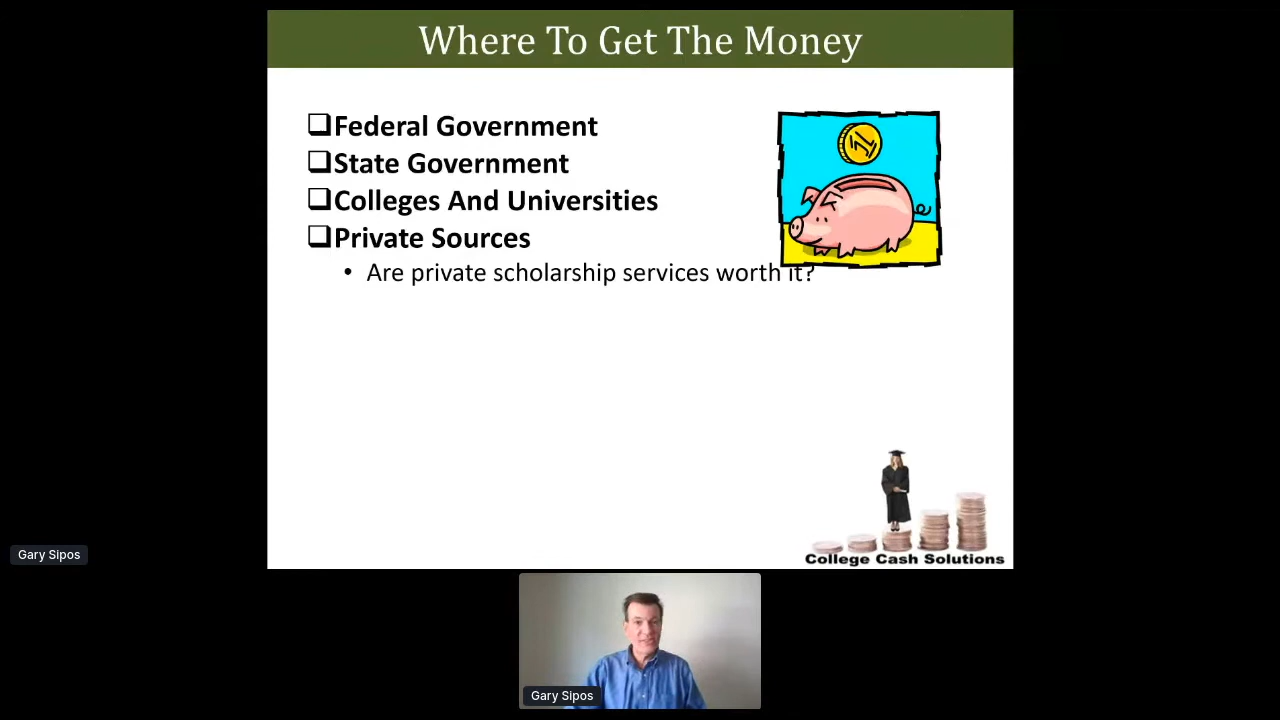 Where To Get The Money
Federal Government
State Government
Colleges And Universities
Private Sources
• Are private scholarship services worth it?
College Cash Solutions
Gary Sipos
Gary Sipos